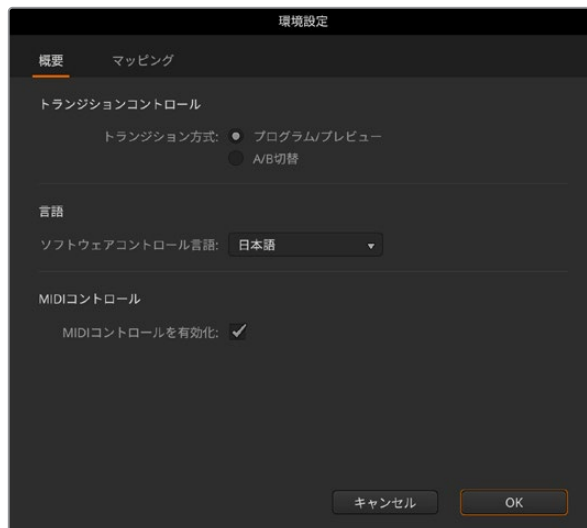 環境設定
概要 マッピング
トランジションコントロール
トランジション方式: プログラム/プレビュー
A/B切替
言語
ソフトウェアコントロール言語: 日本語
MIDIコントロール
MIDIコントロールを有効化:
キャンセル OK